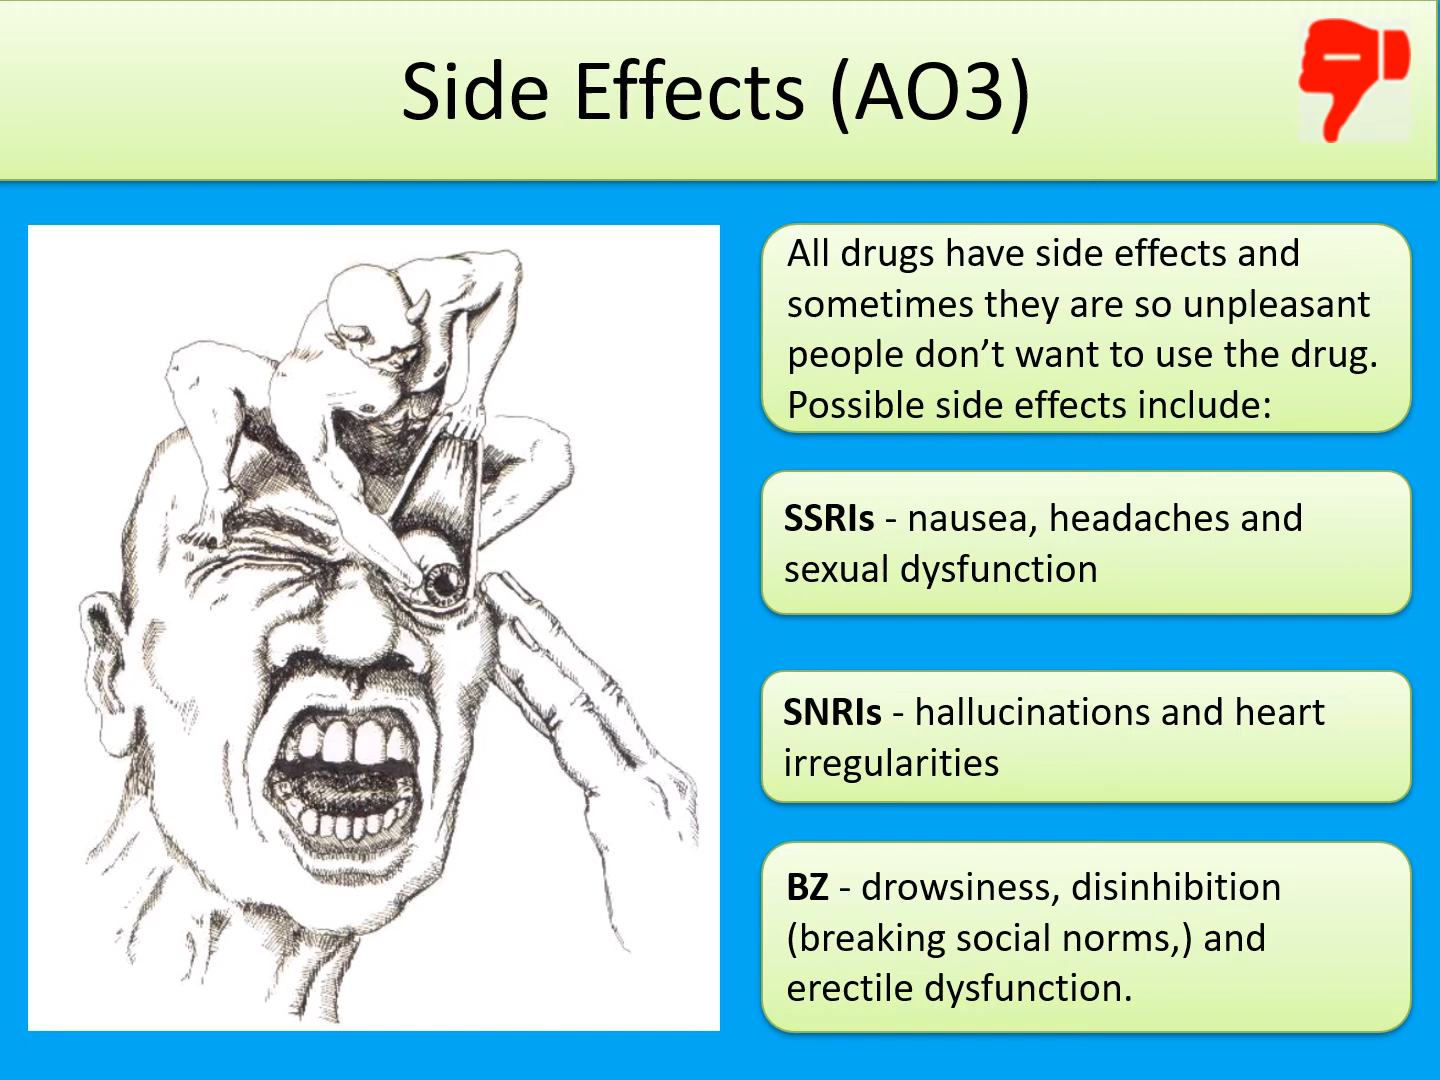 Side Effects (AO3)
All drugs have side effects and
sometimes they are so unpleasant
people don’t want to use the drug.
Possible side effects include:
SSRIs - nausea, headaches and
sexual dysfunction
SNRIs - hallucinations and heart
irregularities
BZ - drowsiness, disinhibition
(breaking social norms,) and
erectile dysfunction.